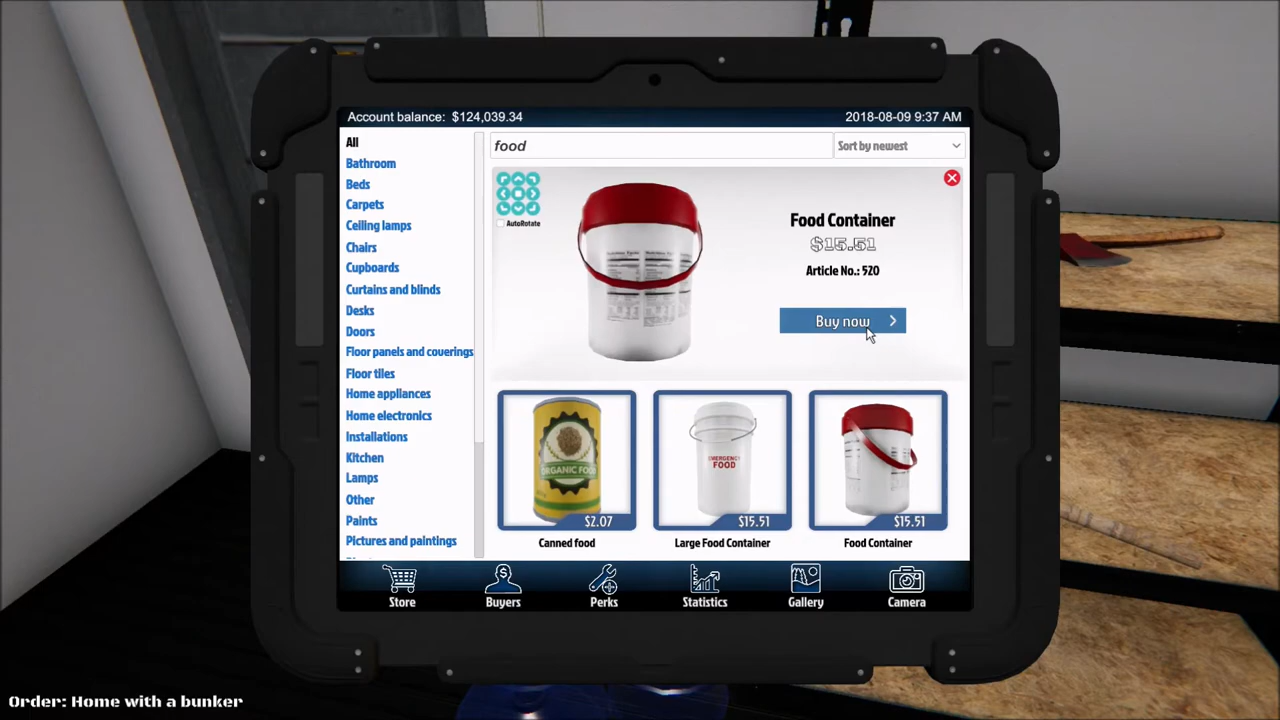 Account balance: $124,039.34
2018-08-09 9:37 AM
All
Bathroom
Beds
Carpets
Ceiling lamps
Chairs
Cupboards
Curtains and blinds
Desks
Doors
Floor panels and coverings
Floor tiles
Home appliances
Home electronics
Installations
Kitchen
Lamps
Other
Paints
Pictures and paintings
food
Sort by newest
AutoRotate
Food Container
$15.51
Article No.: 520
Buy now
ORGANIC FOOD
$2.07
Canned food
EMERGENCY
FOOD
$15.51
Large Food Container
$15.51
Food Container
Store
Buyers
Perks
Statistics
Gallery
Camera
Order: Home with a bunker